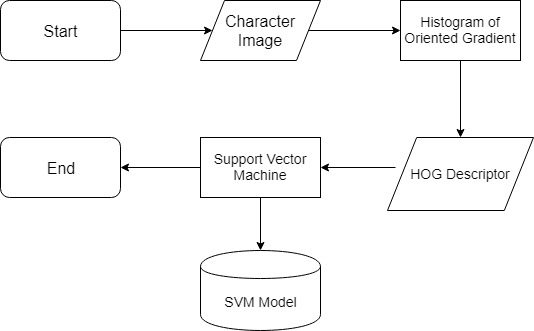 Start
Character
Image
Histogram of
Oriented Gradient
HOG Descriptor
Support Vector
Machine
End
SVM Model